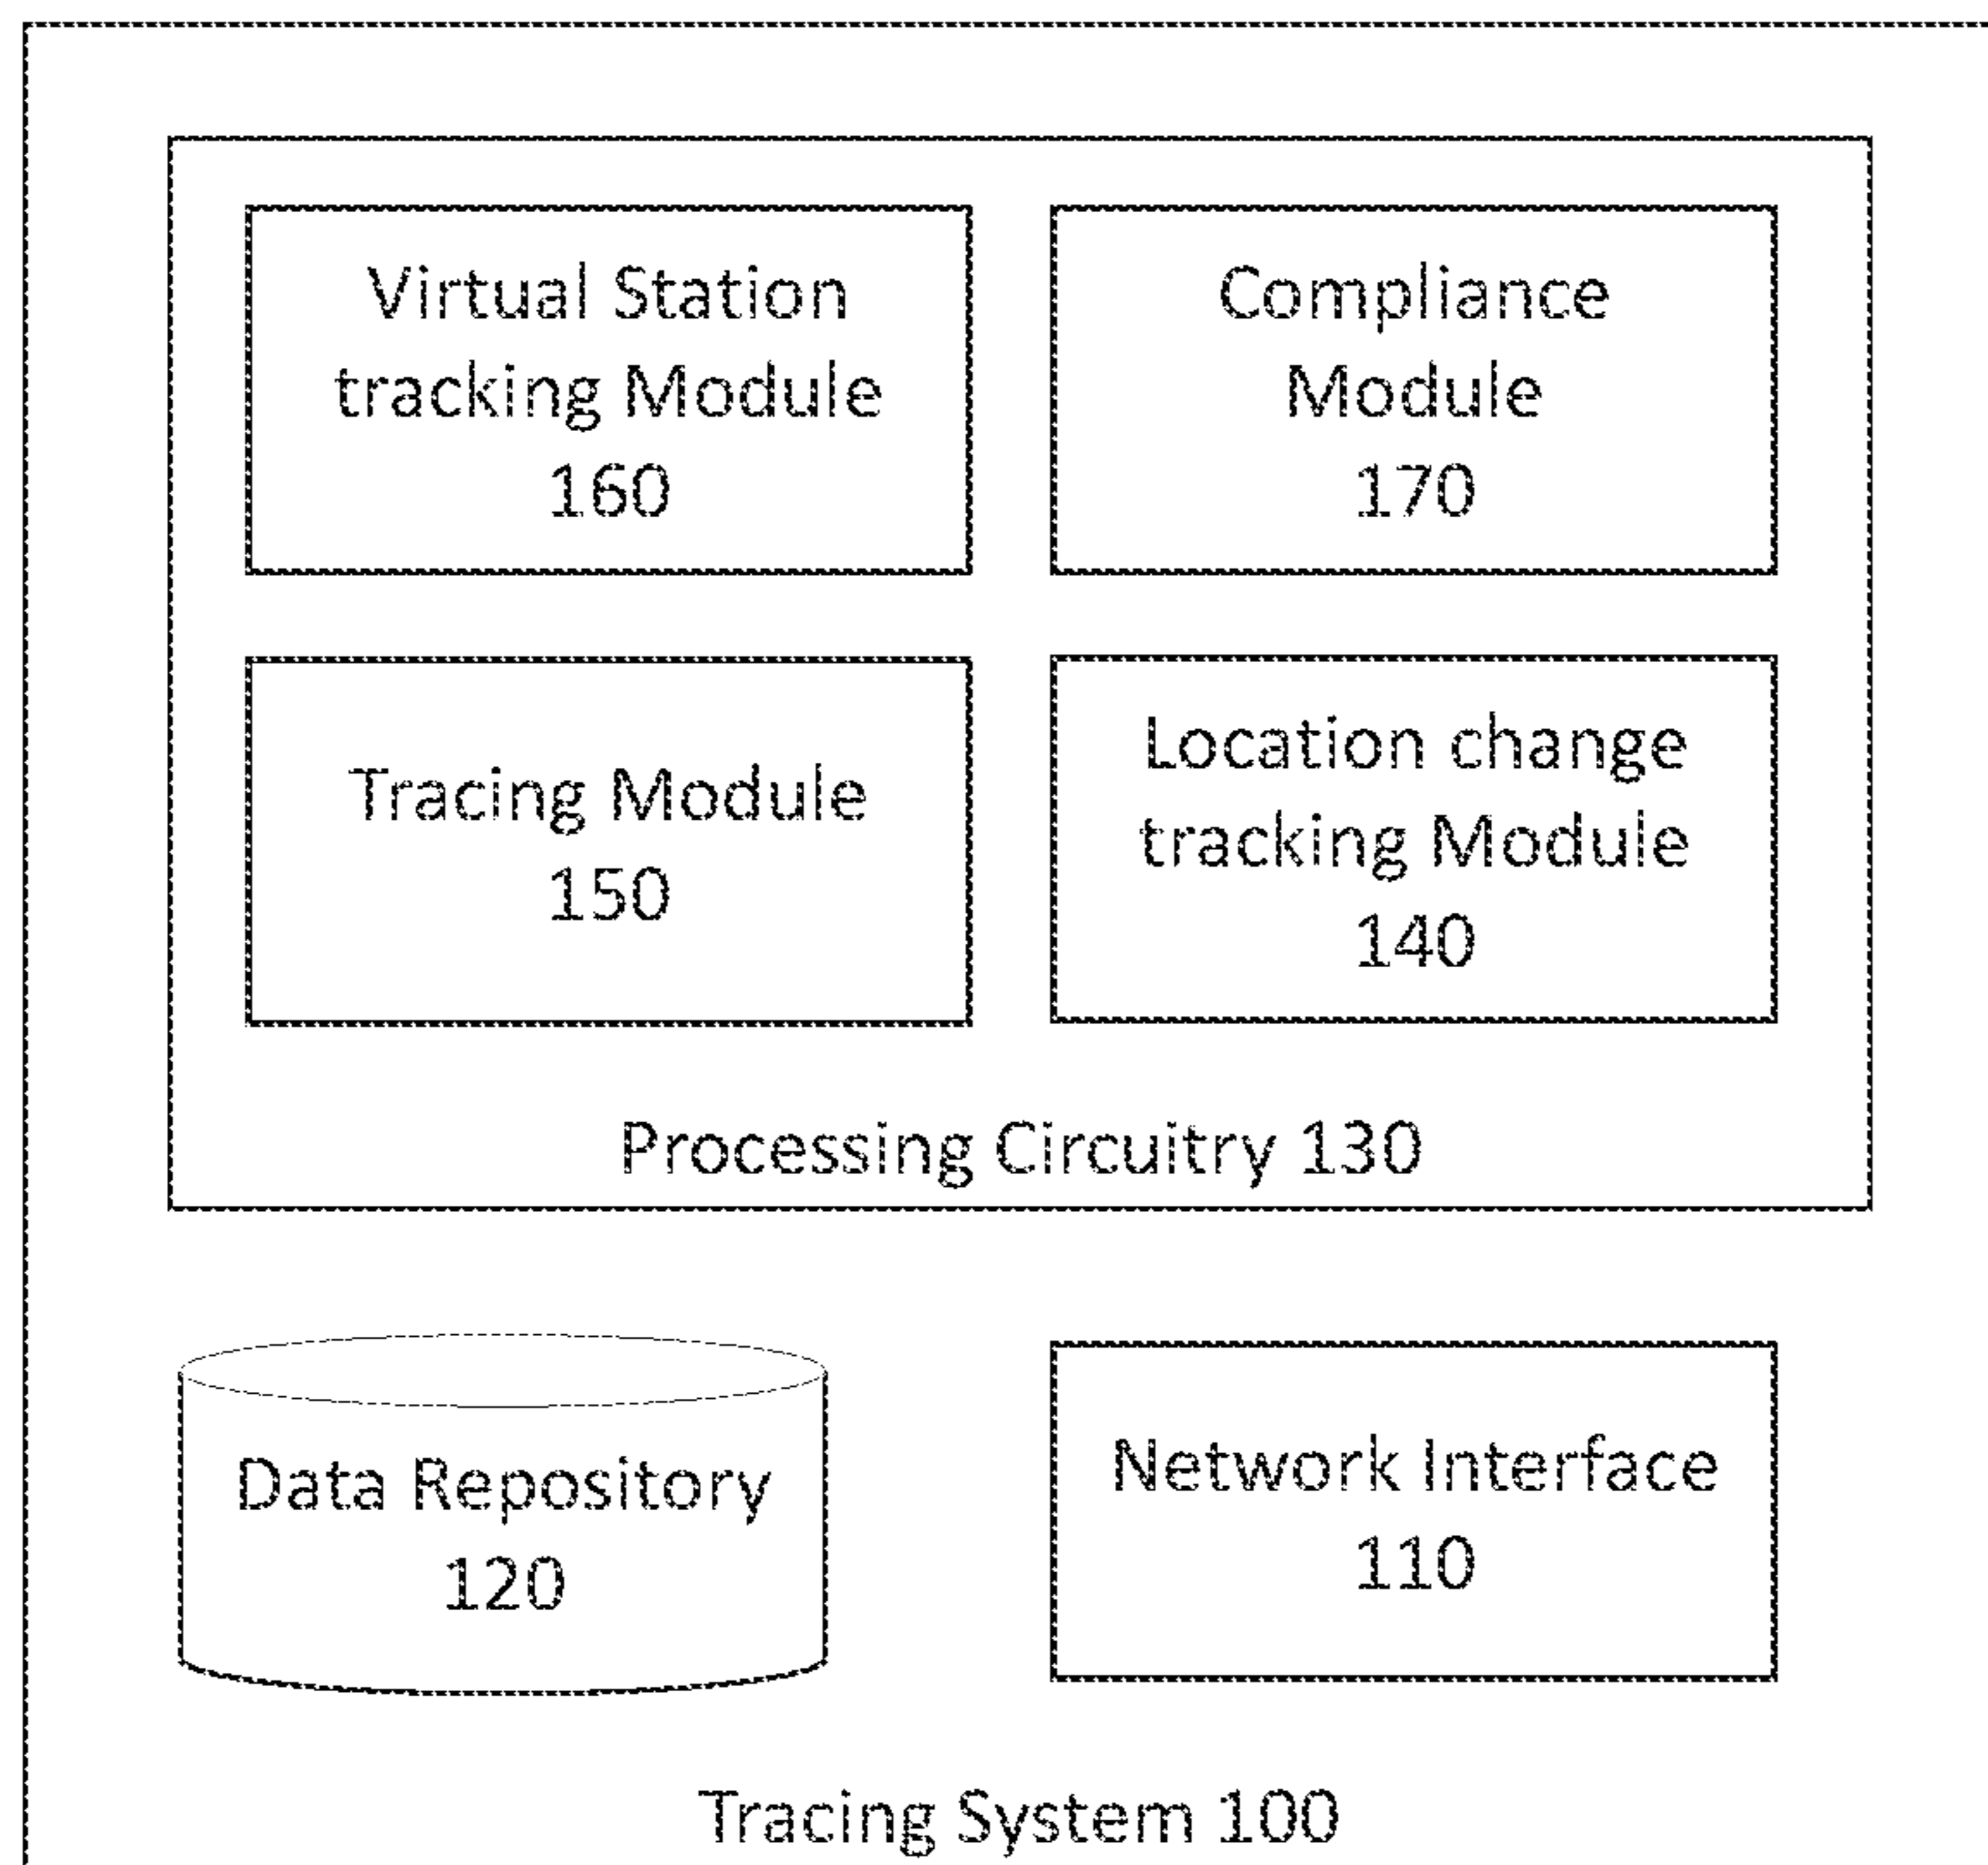 Virtual Station
tracking Module
160
Compliance
Module
170
Tracing Module
150
Location change
tracking Module
140
Processing Circuitry 130
Data Repository
120
Network Interface
110
Tracing System 100